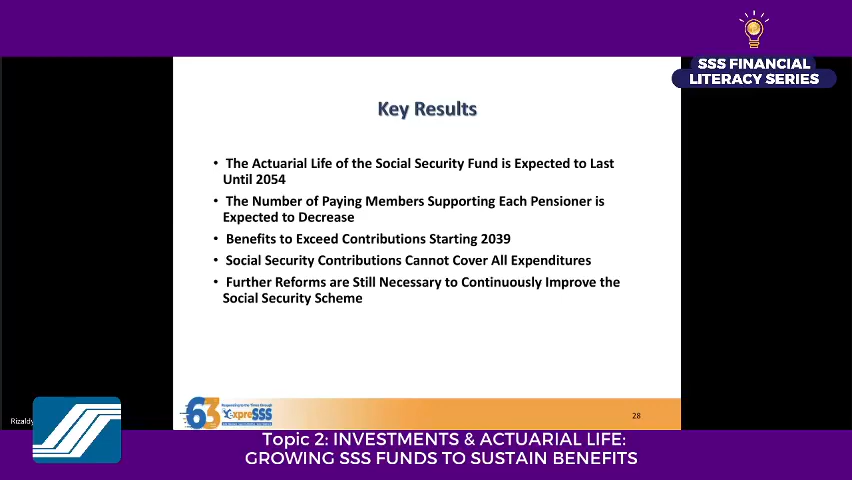 SSS FINANCIAL
LITERACY SERIES
Key Results
• The Actuarial Life of the Social Security Fund is Expected to Last
Until 2054
• The Number of Paying Members Supporting Each Pensioner is
Expected to Decrease
• Benefits to Exceed Contributions Starting 2039
• Social Security Contributions Cannot Cover All Expenditures
• Further Reforms are Still Necessary to Continuously Improve the
Social Security Scheme
63
expreSSS
28
Rizaldy
Topic 2: INVESTMENTS & ACTUARIAL LIFE:
GROWING SSS FUNDS TO SUSTAIN BENEFITS